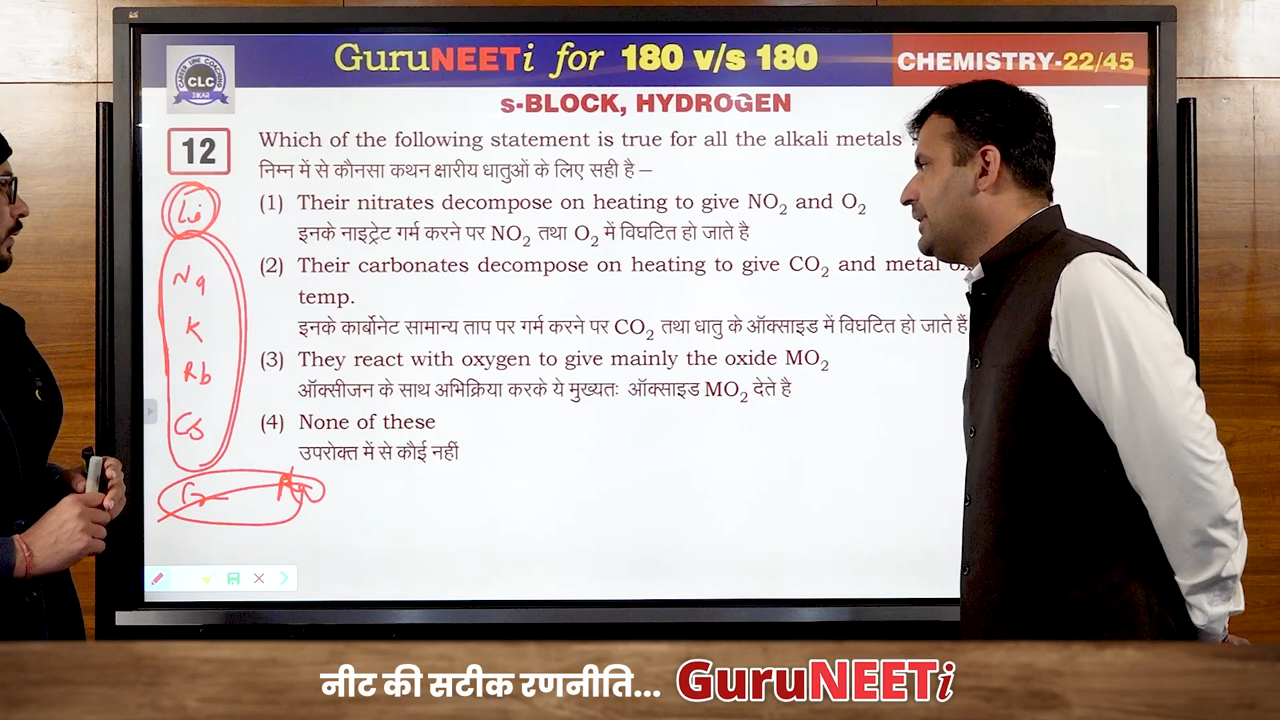 GuruNEETi for 180 v/s 180
CHEMISTRY-22/45
CAREER LINE COACHING
CLC
SIKAR
s-BLOCK, HYDROGEN
12
Which of the following statement is true for all the alkali metals
निम्न में से कौनसा कथन क्षारीय धातुओं के लिए सही है –
(1) Their nitrates decompose on heating to give NO₂ and O₂
इनके नाइट्रेट गर्म करने पर NO₂ तथा O₂ में विघटित हो जाते है
(2) Their carbonates decompose on heating to give CO₂ and metal
temp.
इनके कार्बोनेट सामान्य ताप पर गर्म करने पर CO₂ तथा धातु के ऑक्साइड में विघटित हो जाते हैं
(3) They react with oxygen to give mainly the oxide MO₂
ऑक्सीजन के साथ अभिक्रिया करके ये मुख्यतः ऑक्साइड MO₂ देते है
(4) None of these
उपरोक्त में से कौई नहीं
Li
Na
K
Rb
Cs
नीट की सटीक रणनीति... GuruNEETi